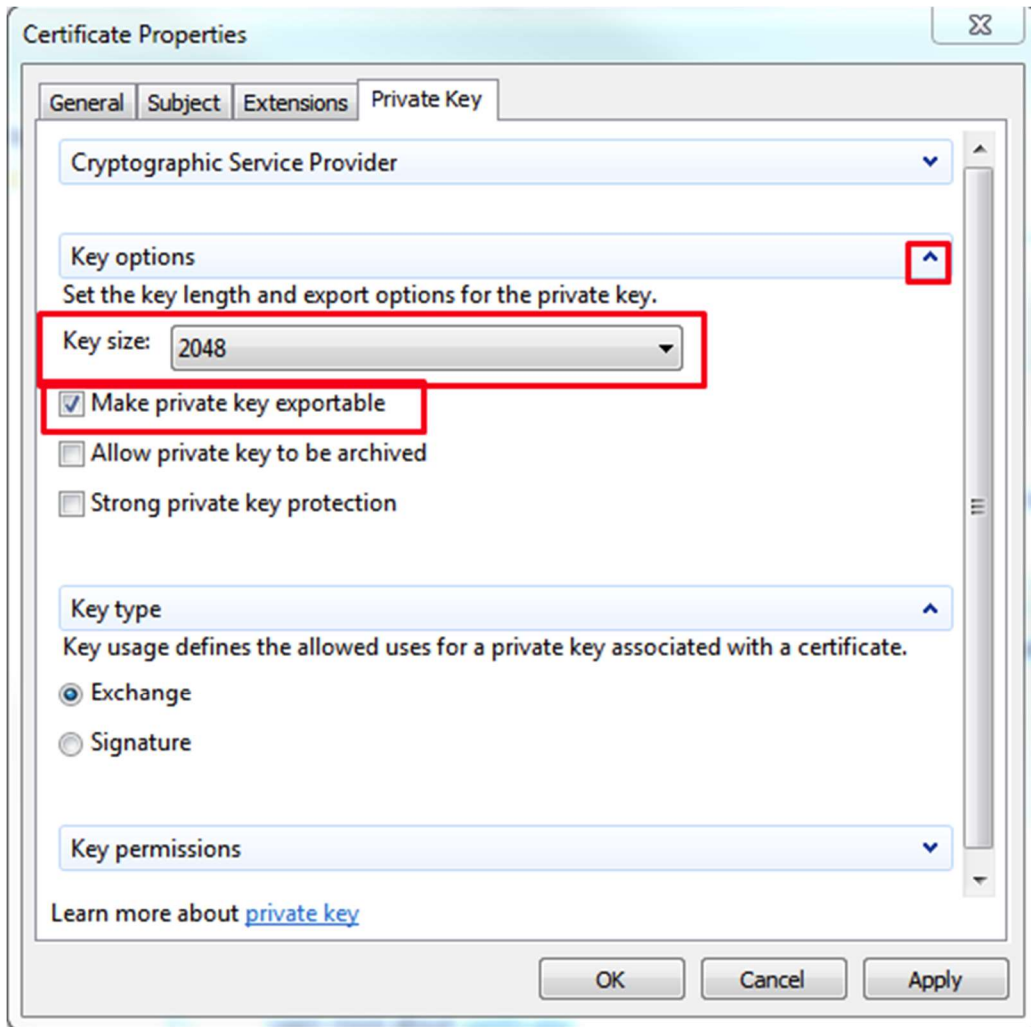 Certificate Properties
General Subject Extensions Private Key
Cryptographic Service Provider
Key options
Set the key length and export options for the private key.
Key size: 2048
Make private key exportable
Allow private key to be archived
Strong private key protection
Key type
Key usage defines the allowed uses for a private key associated with a certificate.
Exchange
Signature
Key permissions
Learn more about private key
OK Cancel Apply